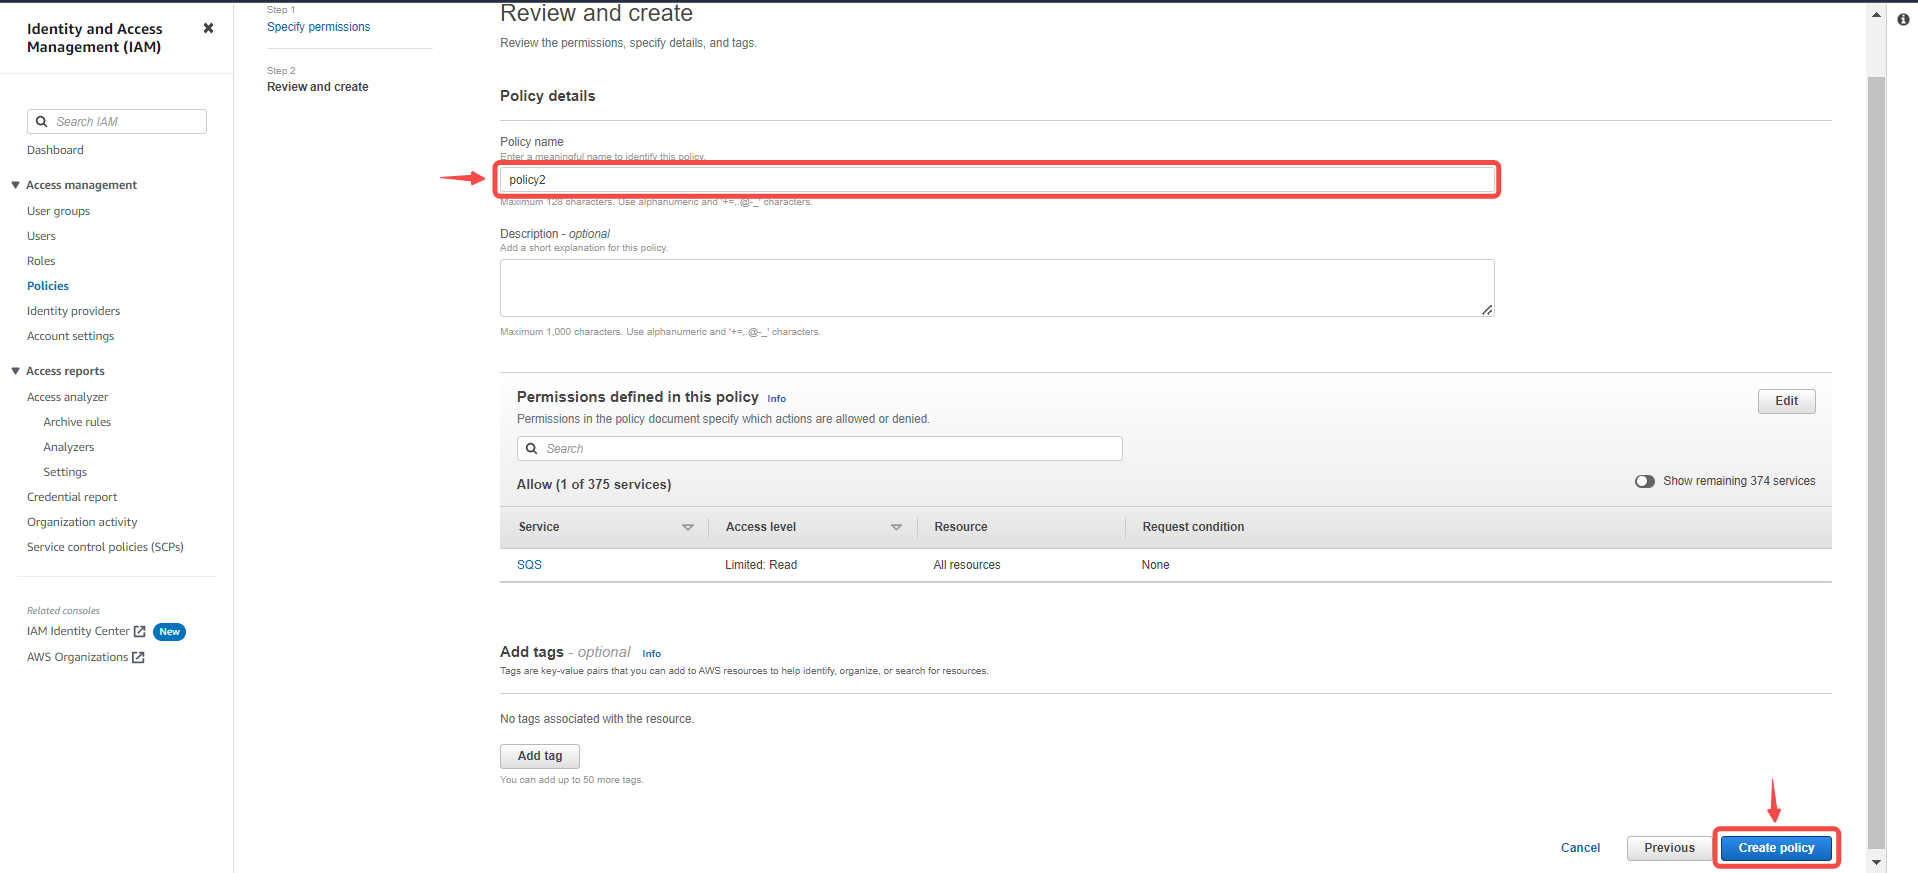 Identity and Access
Management (IAM)
Search IAM
Dashboard
Access management
User groups
Users
Roles
Policies
Identity providers
Account settings
Access reports
Access analyzer
Archive rules
Analyzers
Settings
Credential report
Organization activity
Service control policies (SCPs)
Related consoles
IAM Identity Center New
AWS Organizations
Step 1
Specify permissions
Step 2
Review and create
Review and create
Review the permissions, specify details, and tags.
Policy details
Policy name
Enter a meaningful name to identify this policy.
policy2
Maximum 128 characters. Use alphanumeric and '+=,.@-_' characters.
Description - optional
Add a short explanation for this policy.
Maximum 1,000 characters. Use alphanumeric and '+=,.@-_' characters.
Permissions defined in this policy Info
Edit
Permissions in the policy document specify which actions are allowed or denied.
Search
Allow (1 of 375 services)
Show remaining 374 services
Service Access level Resource Request condition
SQS Limited: Read All resources None
Add tags - optional Info
Tags are key-value pairs that you can add to AWS resources to help identify, organize, or search for resources.
No tags associated with the resource.
Add tag
You can add up to 50 more tags.
Cancel Previous Create policy